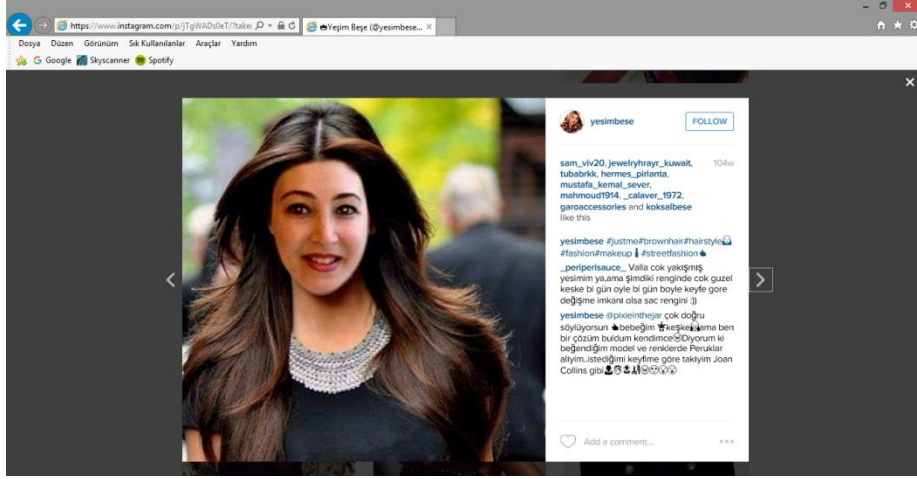 https://www.instagram.com/p/jTgWADs0eT/?taker
Yeşim Beşe (@yesimbese...
Dosya Düzen Görünüm Sık Kullanılanlar Araçlar Yardım
Google Skyscanner Spotify
yesimbese FOLLOW
sam_viv20, jewelryhrayr_kuwait, 104w
tubabrkk, hermes_pirlanta,
mustafa_kemal_sever,
mahmoud1914, _calaver_1972,
garoaccessories and koksalbese
like this
yesimbese #justme#brownhair#hairstyle
#fashion#makeup #streetfashion
_periperisauce_ Valla cok yakışmış
yesimim ya,ama şimdiki renginde cok guzel
keske bi gün oyle bi gün boyle keyfe gore
değişme imkanı olsa sac rengini :))
yesimbese @pixieinthejar çok doğru
söylüyorsun bebeğim keşke ama ben
bir çözüm buldum kendimce Diyorum ki
beğendiğim model ve renklerde Peruklar
alıyım..istediğimi keyfime göre takıyım Joan
Collins gibi
Add a comment...